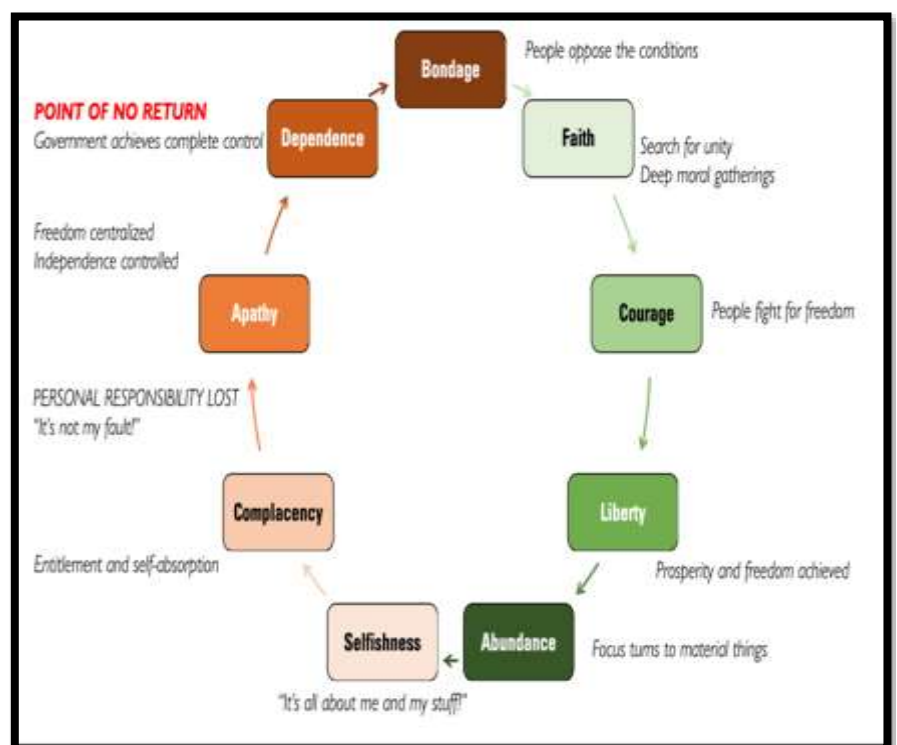 Bondage
People oppose the conditions
Faith
Search for unity
Deep moral gatherings
Courage
People fight for freedom
Liberty
Prosperity and freedom achieved
Abundance
Focus turns to material things
Selfishness
"It's all about me and my stuff!"
Complacency
Entitlement and self-absorption
PERSONAL RESPONSIBILITY LOST
"It's not my fault!"
Apathy
Freedom centralized
Independence controlled
Dependence
POINT OF NO RETURN
Government achieves complete control